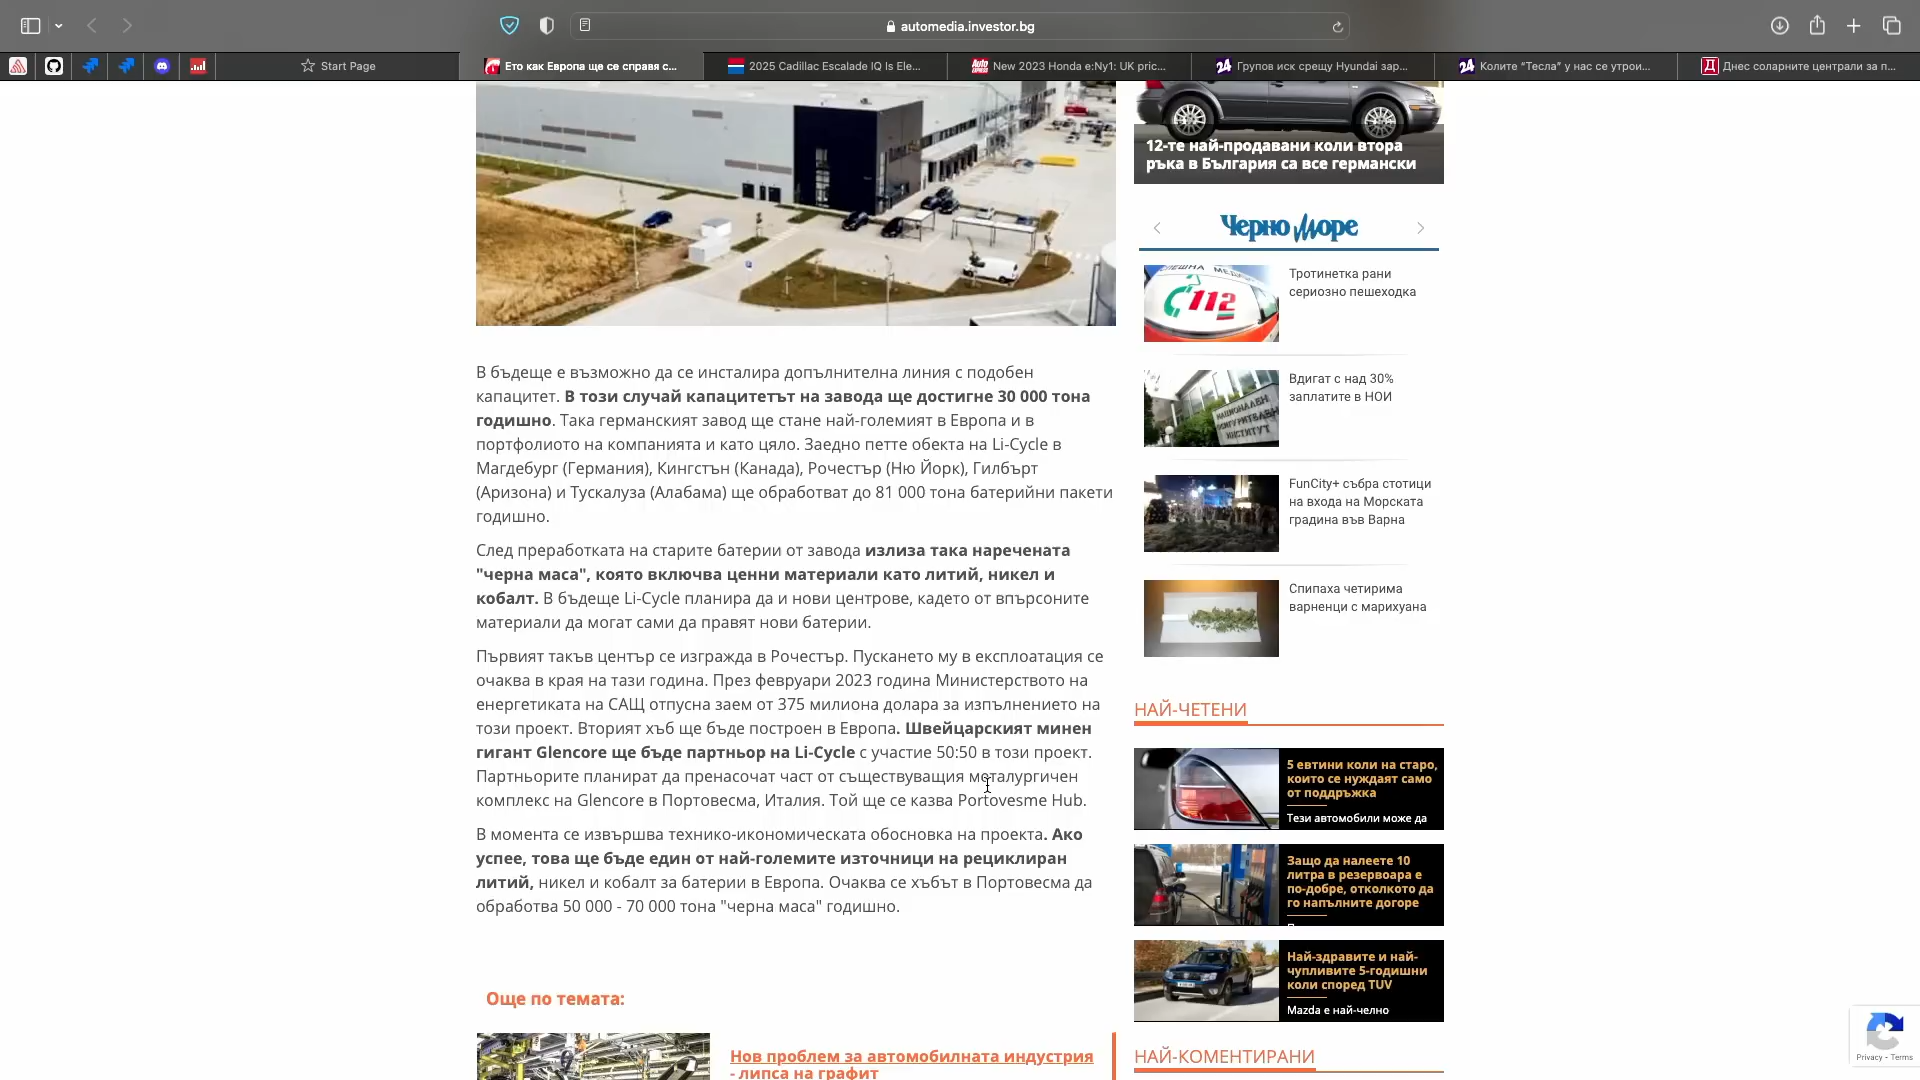 automedia.investor.bg
Start Page
Ето как Европа ще се справя с...
2025 Cadillac Escalade IQ Is Ele...
New 2023 Honda e:Ny1: UK pric...
Групов иск срещу Hyundai зар...
Колите "Тесла" у нас се утрои...
Днес соларните централи за п...
В бъдеще е възможно да се инсталира допълнителна линия с подобен
капацитет. В този случай капацитетът на завода ще достигне 30 000 тона
годишно. Така германският завод ще стане най-големият в Европа и в
портфолиото на компанията и като цяло. Заедно петте обекта на Li-Cycle в
Магдебург (Германия), Кингстън (Канада), Рочестър (Ню Йорк), Гилбърт
(Аризона) и Тускалуза (Алабама) ще обработват до 81 000 тона батерийни пакети
годишно.
След преработката на старите батерии от завода излиза така наречената
"черна маса", която включва ценни материали като литий, никел и
кобалт. В бъдеще Li-Cycle планира да и нови центрове, кадето от впърсоните
материали да могат сами да правят нови батерии.
Първият такъв център се изгражда в Рочестър. Пускането му в експлоатация се
очаква в края на тази година. През февруари 2023 година Министерството на
енергетиката на САЩ отпусна заем от 375 милиона долара за изпълнението на
този проект. Вторият хъб ще бъде построен в Европа. Швейцарският минен
гигант Glencore ще бъде партньор на Li-Cycle с участие 50:50 в този проект.
Партньорите планират да пренасочат част от съществуващия металургичен
комплекс на Glencore в Портовесма, Италия. Той ще се казва Portovesme Hub.
В момента се извършва технико-икономическата обосновка на проекта. Ако
успее, това ще бъде един от най-големите източници на рециклиран
литий, никел и кобалт за батерии в Европа. Очаква се хъбът в Портовесма да
обработва 50 000 - 70 000 тона "черна маса" годишно.
Още по темата:
Нов проблем за автомобилната индустрия
- липса на графит
12-те най-продавани коли втора
ръка в България са все германски
Черно Море
112
Тротинетка рани
сериозно пешеходка
НАЦИОНАЛЕН
ОСИГУРИТЕЛЕН
ИНСТИТУТ
Вдигат с над 30%
заплатите в НОИ
FunCity+ събра стотици
на входа на Морската
градина във Варна
Спипаха четирима
варненци с марихуана
НАЙ-ЧЕТЕНИ
5 евтини коли на старо,
които се нуждаят само
от поддръжка
Тези автомобили може да
Защо да налеете 10
литра в резервоара е
по-добре, отколкото да
го напълните догоре
Най-здравите и най-
чупливите 5-годишни
коли според TUV
Mazda е най-челно
НАЙ-КОМЕНТИРАНИ
Privacy - Terms